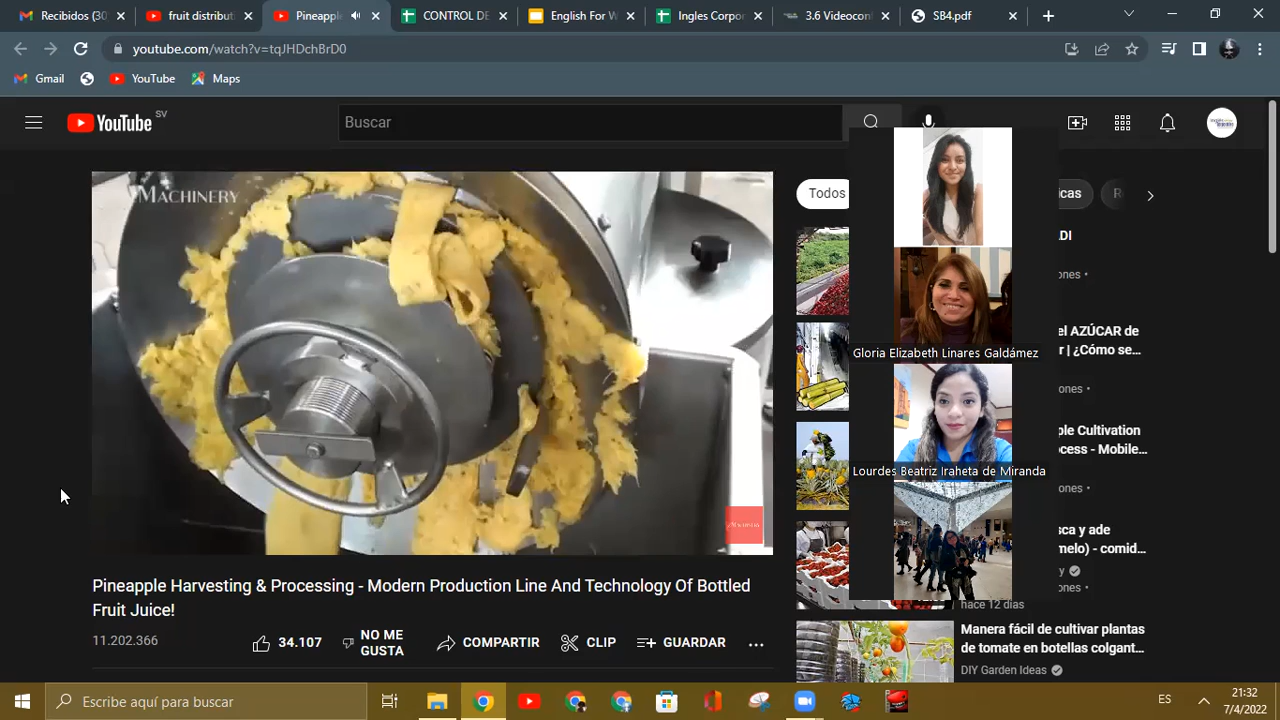 Recibidos (30
fruit distributi
Pineapple
CONTROL DE
English For W
Ingles Corpor
3.6 Videoconf
SB4.pdf
youtube.com/watch?v=tqJHDchBrD0
Gmail
YouTube
Maps
YouTube SV
Buscar
MACHINERY
Todos
icas
R
DI
ones •
el AZÚCAR de
r | ¿Cómo se...
ones •
ple Cultivation
ocess - Mobile...
ones •
sca y ade
melo) - comid...
y
ones •
hace 12 días
Gloria Elizabeth Linares Galdámez
Lourdes Beatriz Iraheta de Miranda
Pineapple Harvesting & Processing - Modern Production Line And Technology Of Bottled
Fruit Juice!
11.202.366
34.107
NO ME
GUSTA
COMPARTIR
CLIP
GUARDAR
Manera fácil de cultivar plantas
de tomate en botellas colgant...
DIY Garden Ideas
Escribe aquí para buscar
ES
21:32
7/4/2022